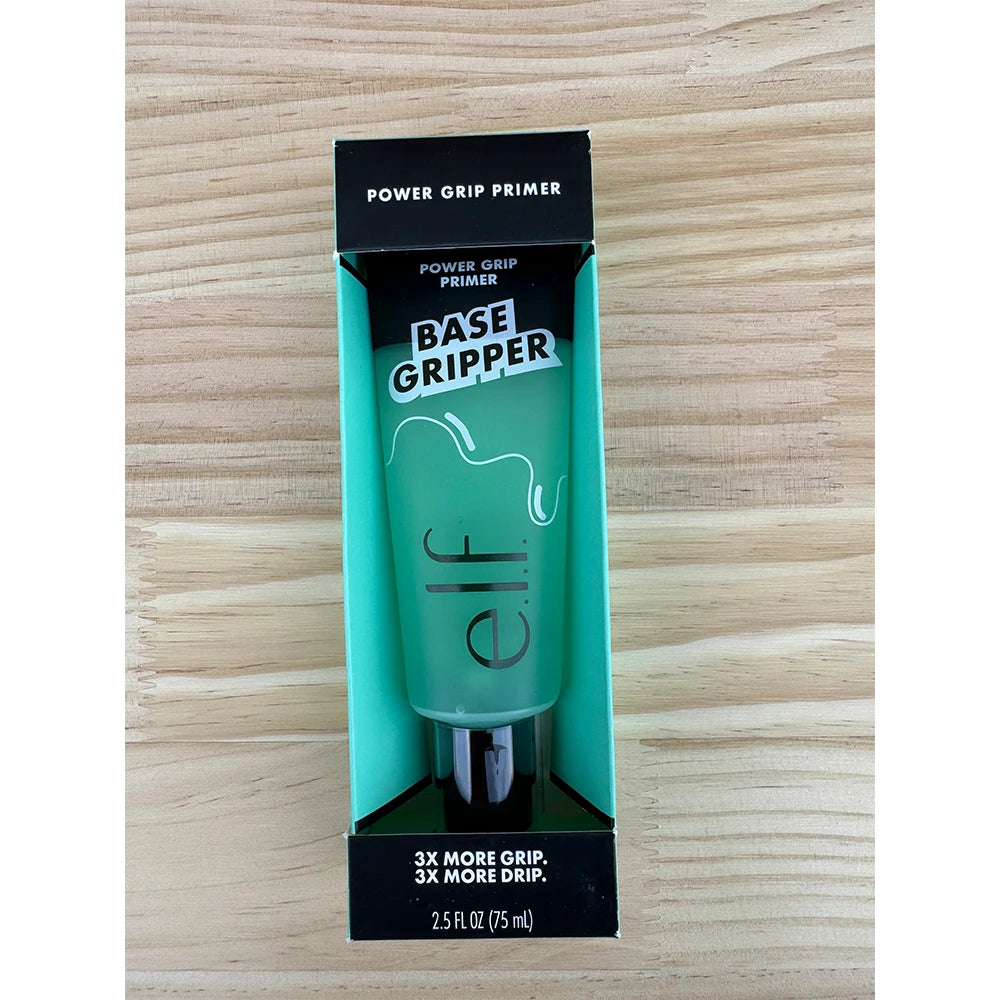 POWER GRIP PRIMER
POWER GRIP
PRIMER
BASE
GRIPPER
e.l.f.
3X MORE GRIP.
3X MORE DRIP.
2.5 FL OZ (75 mL)